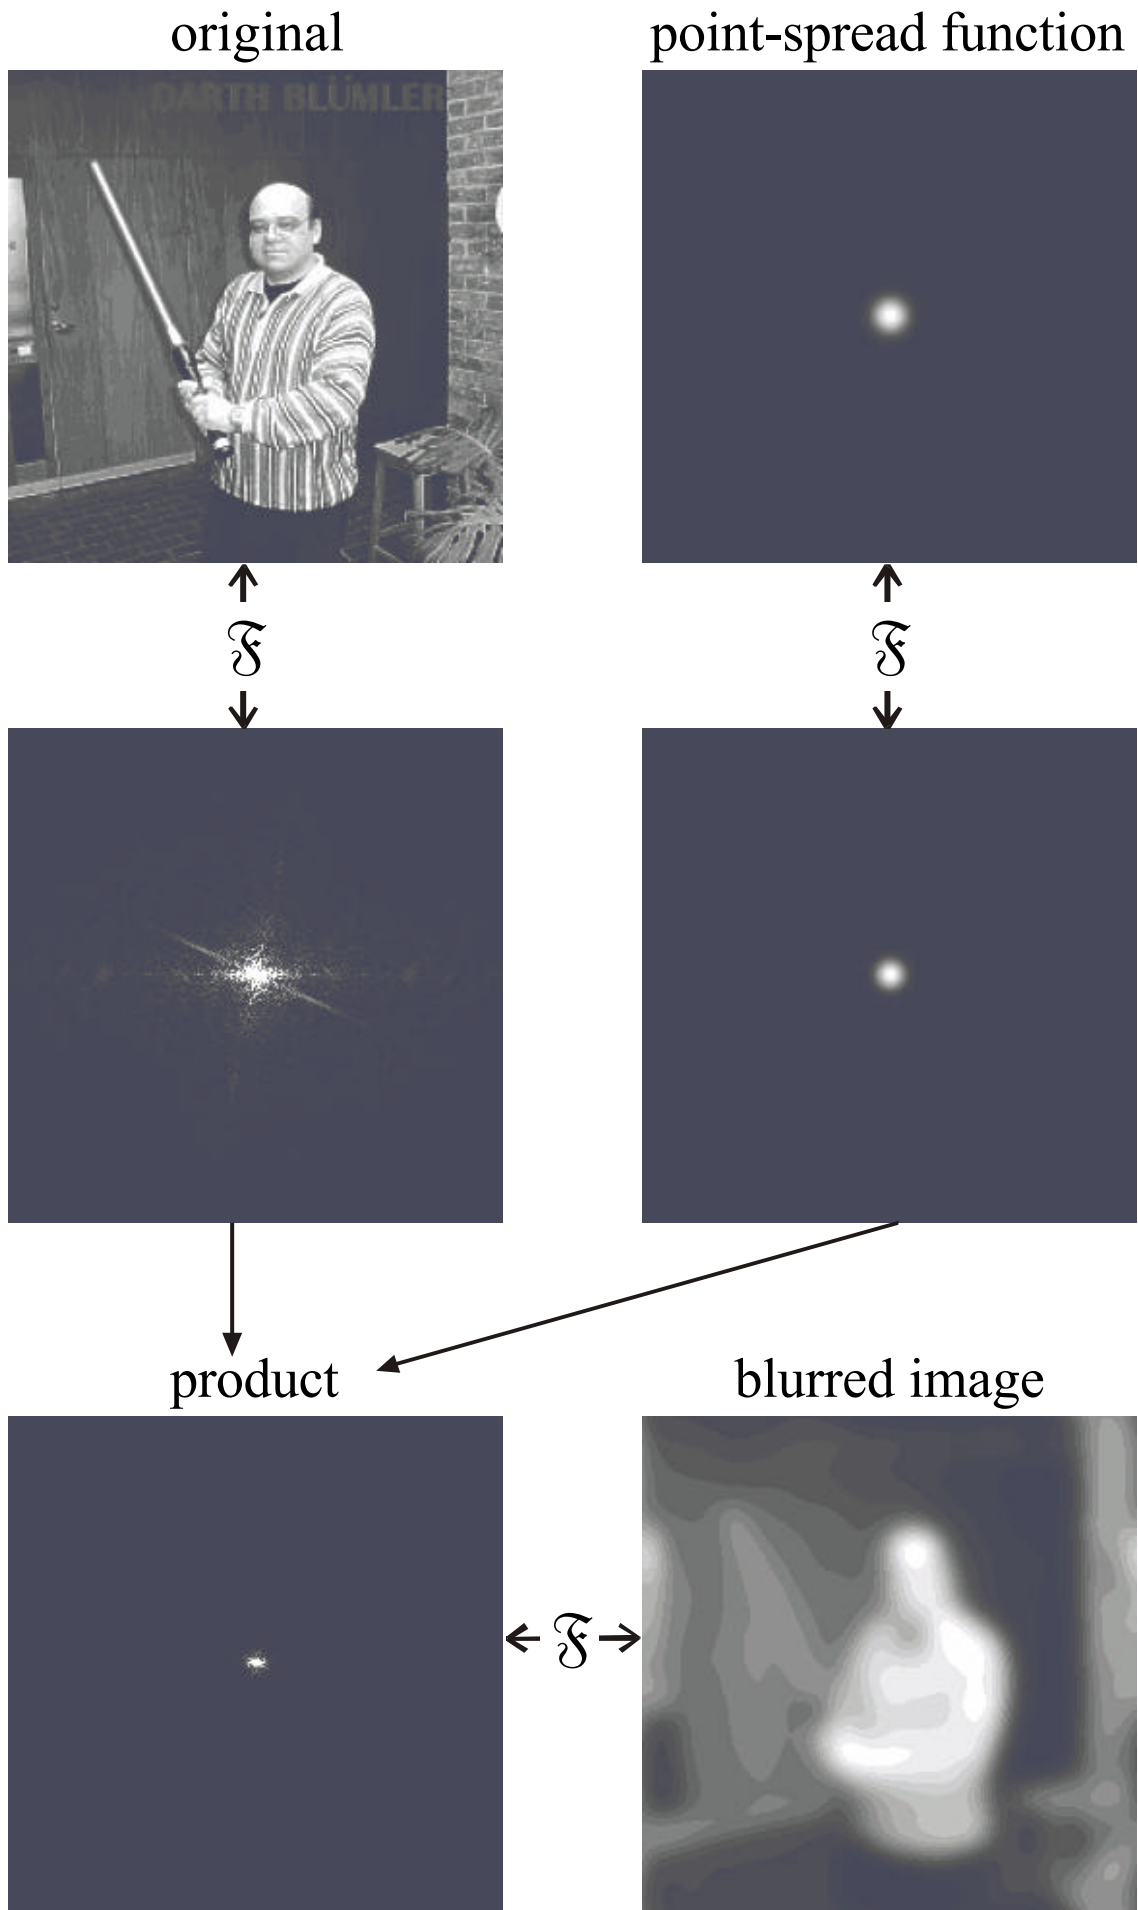 original
point-spread function
DARTH BLÜMLER
𝔉
𝔉
product
blurred image
𝔉